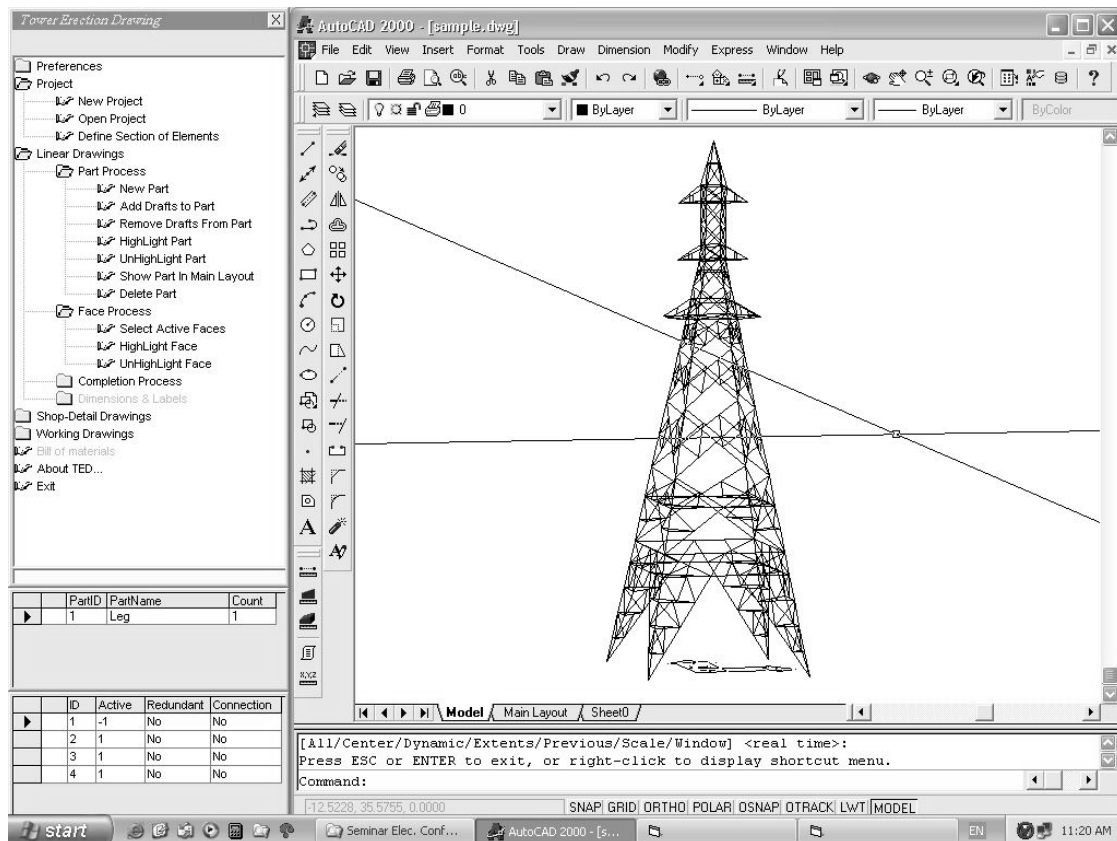 Tower Erection Drawing
Preferences
Project
New Project
Open Project
Define Section of Elements
Linear Drawings
Part Process
New Part
Add Drafts to Part
Remove Drafts From Part
HighLight Part
UnHighLight Part
Show Part In Main Layout
Delete Part
Face Process
Select Active Faces
HighLight Face
UnHighLight Face
Completion Process
Dimensions & Labels
Shop-Detail Drawings
Working Drawings
Bill of materials
About TED...
Exit
PartID PartName Count
1 Leg 1
ID Active Redundant Connection
1 -1 No No
2 1 No No
3 1 No No
4 1 No No
AutoCAD 2000 - [sample.dwg]
File Edit View Insert Format Tools Draw Dimension Modify Express Window Help
0 ByLayer ByLayer ByLayer ByColor
Model Main Layout Sheet0
[All/Center/Dynamic/Extents/Previous/Scale/Window] <real time>:
Press ESC or ENTER to exit, or right-click to display shortcut menu.
Command:
-12.5228, 35.5755, 0.0000 SNAP GRID ORTHO POLAR OSNAP OTRACK LWT MODEL
start Seminar Elec. Conf... AutoCAD 2000 - [s... EN 11:20 AM